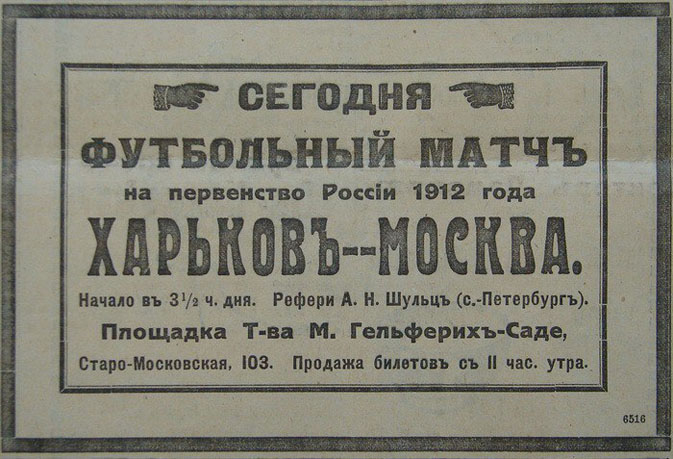 СЕГОДНЯ
ФУТБОЛЬНЫЙ МАТЧЪ
на первенство Россіи 1912 года
ХАРЬКОВЪ—МОСКВА.
Начало въ 3½ ч. дня. Рефери А. Н. Шульцъ (с.-Петербургъ).
Площадка Т-ва М. Гельферихъ-Саде,
Старо-Московская, 103. Продажа билетовъ съ 11 час. утра.
6516